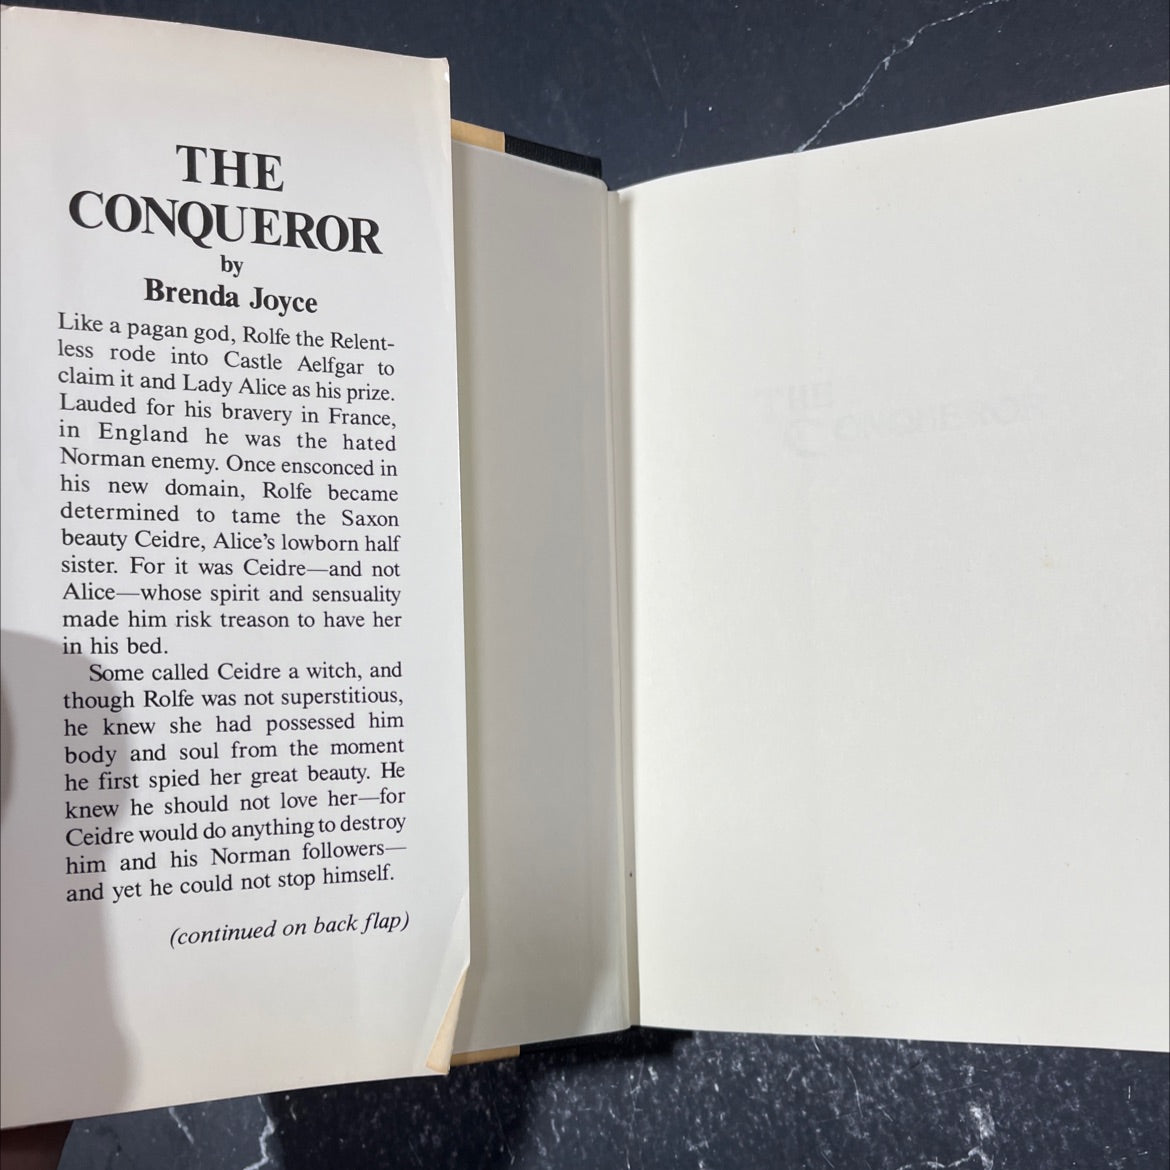 THE
CONQUEROR
by
Brenda Joyce
Like a pagan god, Rolfe the Relent-
less rode into Castle Aelfgar to
claim it and Lady Alice as his prize.
Lauded for his bravery in France,
in England he was the hated
Norman enemy. Once ensconced in
his new domain, Rolfe became
determined to tame the Saxon
beauty Ceidre, Alice's lowborn half
sister. For it was Ceidre—and not
Alice—whose spirit and sensuality
made him risk treason to have her
in his bed.
Some called Ceidre a witch, and
though Rolfe was not superstitious,
he knew she had possessed him
body and soul from the moment
he first spied her great beauty. He
knew he should not love her—for
Ceidre would do anything to destroy
him and his Norman followers—
and yet he could not stop himself.
(continued on back flap)
THE
CONQUEROR